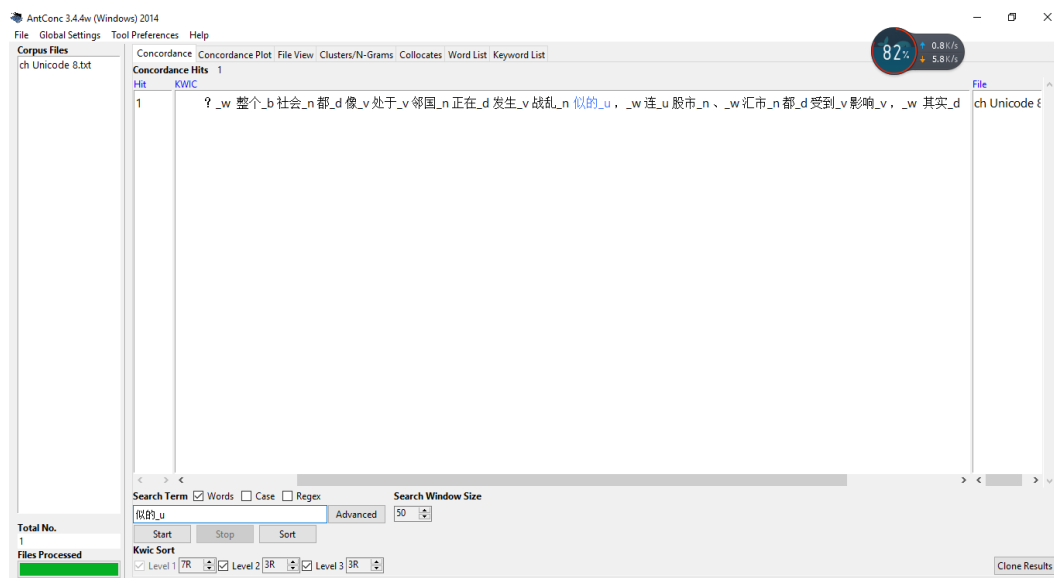 AntConc 3.4.4w (Windows) 2014
File Global Settings Tool Preferences Help
Corpus Files
ch Unicode 8.txt
Concordance Concordance Plot File View Clusters/N-Grams Collocates Word List Keyword List
82% 0.8K/s
5.8K/s
Concordance Hits 1
Hit KWIC File
1 ？_w 整个_b 社会_n 都_d 像_v 处于_v 邻国_n 正在_d 发生_v 战乱_n 似的_u ，_w 连_u 股市_n 、_w 汇市_n 都_d 受到_v 影响_v ，_w 其实_d ch Unicode 8
Search Term Words Case Regex Search Window Size
似的_u Advanced 50
Start Stop Sort
Total No.
1
Files Processed
Kwic Sort
Level 1 7R Level 2 3R Level 3 3R
Clone Results